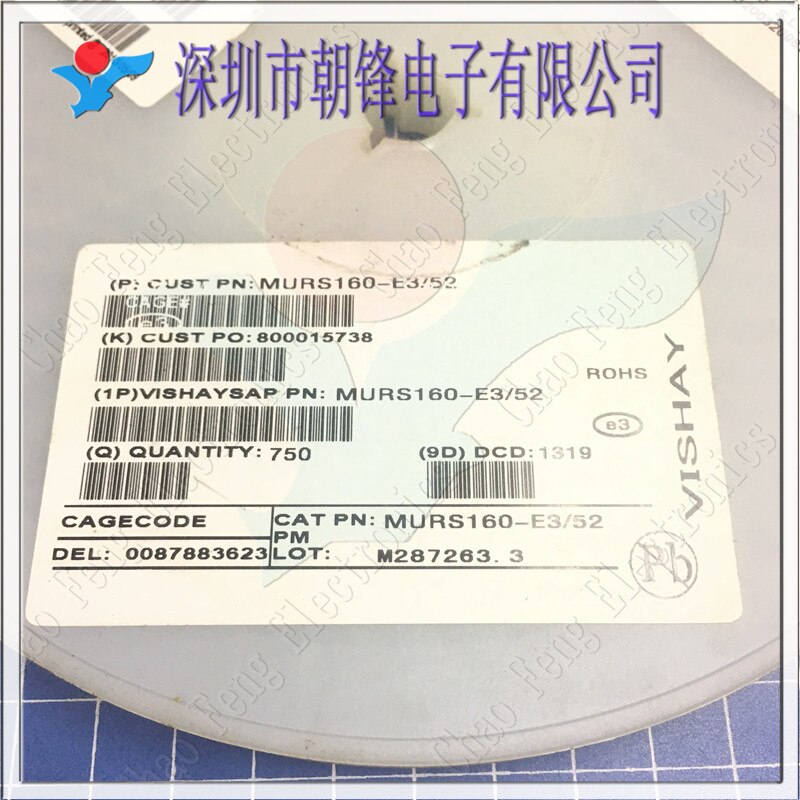 深圳市朝锋电子有限公司
(P) CUST PN: MURS160-E3/52
CAGE#
e3
(K) CUST PO: 800015738
(1P)VISHAYSAP PN: MURS160-E3/52
ROHS
e3
(Q) QUANTITY: 750
(9D) DCD: 1319
VISHAY
CAGECODE
CAT PN: MURS160-E3/52
PM
DEL: 0087883623
LOT: M287263.3
Pb
Chao Feng Electronics